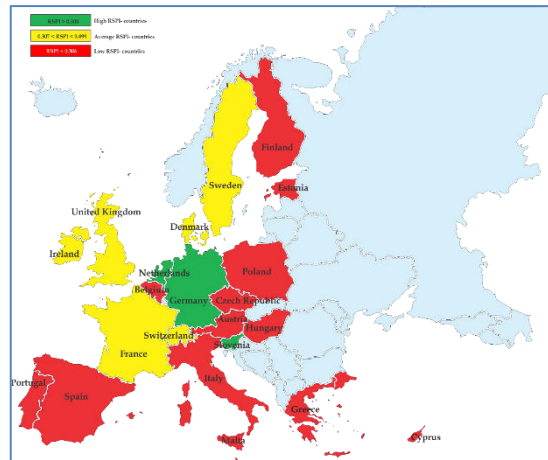 High RSPI- countries
Average RSPI- countries
Low RSPI- countries
Finland
Sweden
Estonia
United Kingdom
Denmark
Ireland
Netherlands
Poland
Belgium
Germany
Czech Republic
Austria
Hungary
Switzerland
Slovenia
France
Italy
Portugal
Spain
Greece
Malta
Cyprus